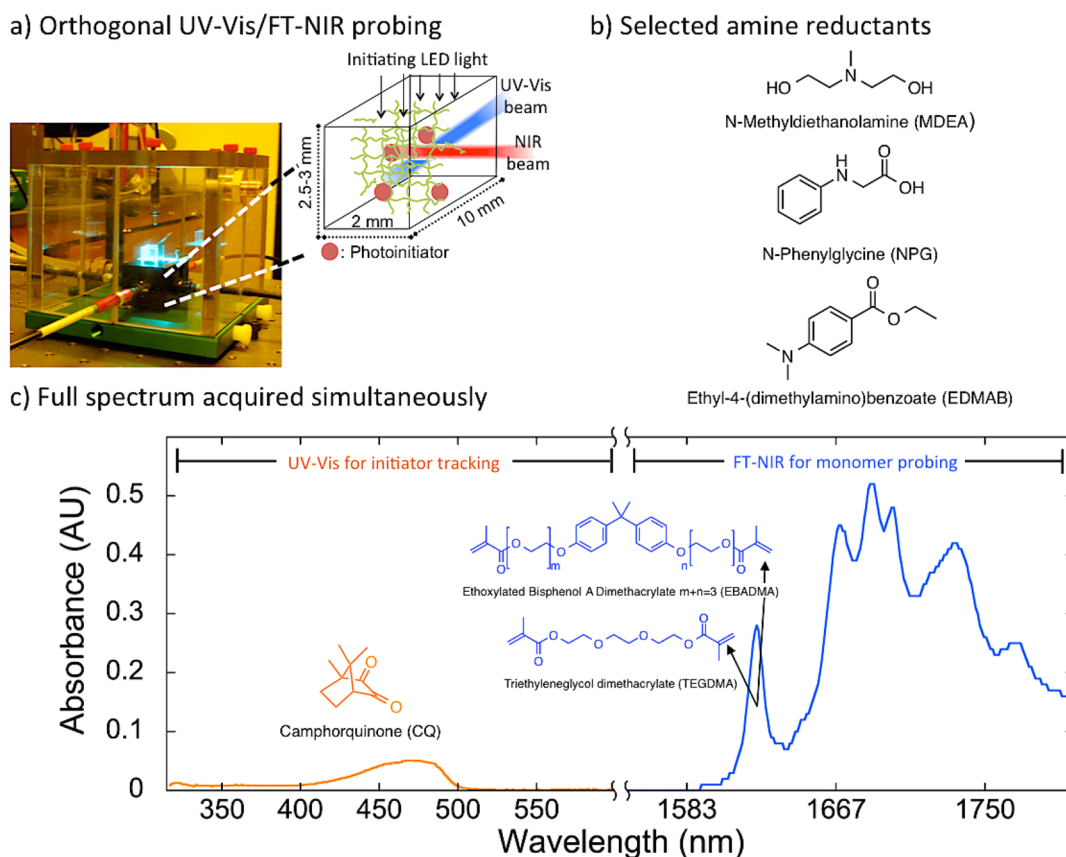 a) Orthogonal UV-Vis/FT-NIR probing
Initiating LED light
UV-Vis
beam
NIR
beam
2.5-3 mm
2 mm
10 mm
: Photoinitiator
b) Selected amine reductants
HO
N
OH
N-Methyldiethanolamine (MDEA)
H
N
O
OH
N-Phenylglycine (NPG)
O
O
N
Ethyl-4-(dimethylamino)benzoate (EDMAB)
c) Full spectrum acquired simultaneously
UV-Vis for initiator tracking
FT-NIR for monomer probing
Absorbance (AU)
0.5
0.4
0.3
0.2
0.1
0
O
O
O
m
O
n
O
O
Ethoxylated Bisphenol A Dimethacrylate m+n=3 (EBADMA)
O
O
O
O
O
O
Triethyleneglycol dimethacrylate (TEGDMA)
O
O
Camphorquinone (CQ)
350
400
450
500
550
1583
1667
1750
Wavelength (nm)